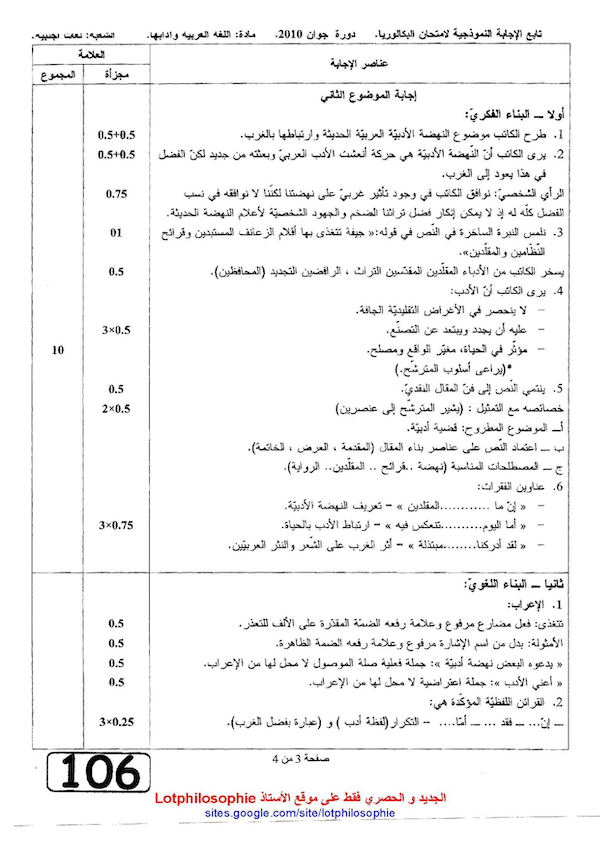 تابع الإجابة النموذجية لامتحان البكالوريا. دورة جوان 2010. مادة: اللغة العربية وآدابها. الشعبة: لغات أجنبية.
العلامة
عناصر الإجابة
مجزأة
المجموع
إجابة الموضوع الثاني
أولا ـ البناء الفكريّ:
1. طرح الكاتب موضوع النهضة الأدبيّة العربيّة الحديثة وارتباطها بالغرب. 0.5+0.5
2. يرى الكاتب أنّ النّهضة الأدبيّة هي حركة أنعشت الأدب العربيّ وبعثته من جديد لكنّ الفضل 0.5+0.5
في هذا يعود إلى الغرب.
الرأي الشخصيّ: نوافق الكاتب في وجود تأثير غربيّ على نهضتنا لكنّنا لا نوافقه في نسب 0.75
الفضل كلّه له إذ لا يمكن إنكار فضل تراثنا الضخم والجهود الشخصيّة لأعلام النهضة الحديثة.
3. نلمس النبرة الساخرة في النّص في قوله:« جيفة تتغذى بها أقلام الزعانف المستبدين وقرائح 01
النّظامين والمقلّدين».
يسخر الكاتب من الأدباء المقلّدين المقدّسين التراث ، الرافضين التجديد (المحافظين). 0.5
4. يرى الكاتب أنّ الأدب:
– لا ينحصر في الأغراض التقليديّة الجافة.
– عليه أن يجدد ويبتعد عن التصنّع. 3×0.5
– مؤثّر في الحياة، مغيّر الواقع ومصلح. 10
•(يراعى أسلوب المترشّح.)
5. ينتمي النّص إلى فنّ المقال النقديّ. 0.5
خصائصه مع التمثيل : (يشير المترشّح إلى عنصرين) 2×0.5
أـ الموضوع المطروح: قضية أدبيّة.
ب ـ اعتماد النّص على عناصر بناء المقال (المقدمة ، العرض ، الخاتمة).
ج ـ المصطلحات المناسبة (نهضة ..قرائح .. المقلّدين.. الرواية).
6. عناوين الفقرات:
– « إنّ ما ............المقلدين » – تعريف النهضة الأدبيّة.
– « أما اليوم..........تنعكس فيه » – ارتباط الأدب بالحياة. 3×0.75
– « لقد أدركنا........مبتذلة » – أثر الغرب على الشّعر والنثر العربيّين.
ثانيا ـ البناء اللغويّ:
1. الإعراب:
تتغذى: فعل مضارع مرفوع وعلامة رفعه الضمّة المقدّرة على الألف للتعذر. 0.5
الأمثولة: بدل من اسم الإشارة مرفوع وعلامة رفعه الضمة الظاهرة. 0.5
« يدعوه البعض نهضة أدبيّة »: جملة فعلية صلة الموصول لا محل لها من الإعراب. 0.5
« أعني الأدب »: جملة اعتراضية لا محل لها من الإعراب. 0.5
2. القرائن اللفظيّة المؤكّدة هي:
ـ إنّ... ـ فقد ... ـ أمّا.... – التكرار(لفظة أدب ) و (عبارة بفضل الغرب). 3×0.25
صفحة 3 من 4
106
الجديد و الحصري فقط على موقع الأستاذ Lotphilosophie
sites.google.com/site/lotphilosophie